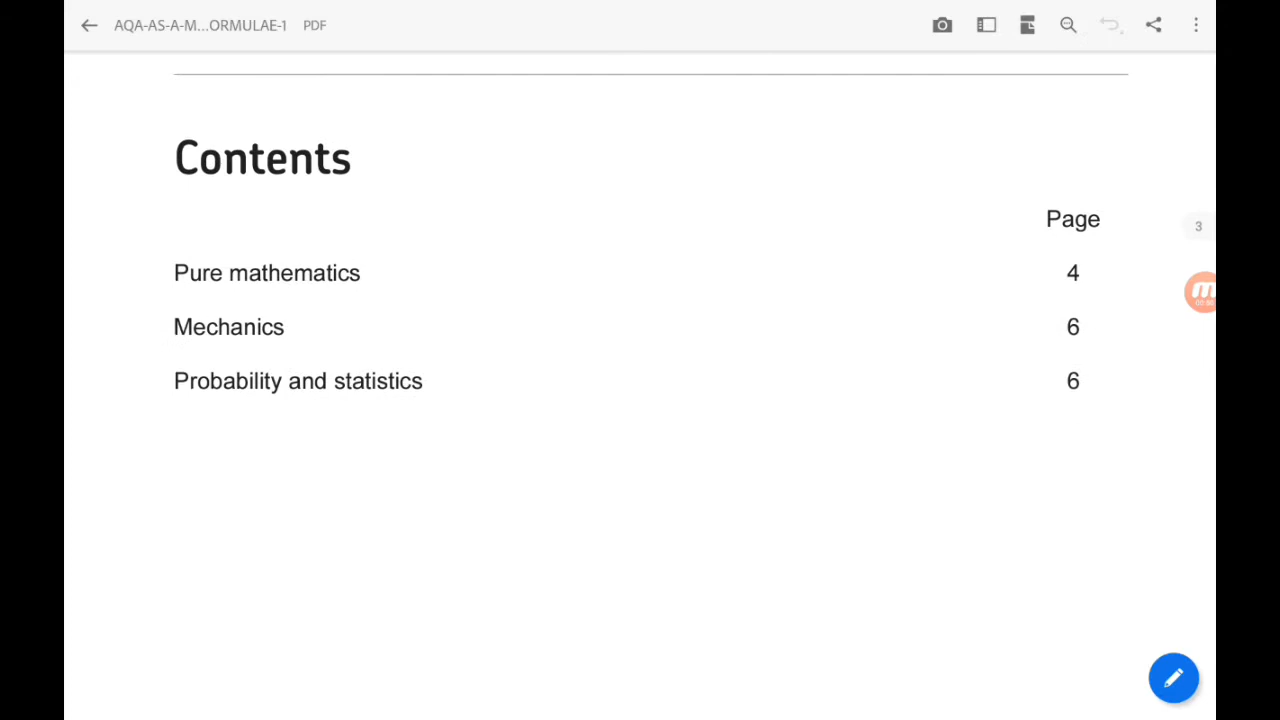 AQA-AS-A-M...ORMULAE-1 PDF
Contents
Page
3
Pure mathematics 4
Mechanics 6
Probability and statistics 6